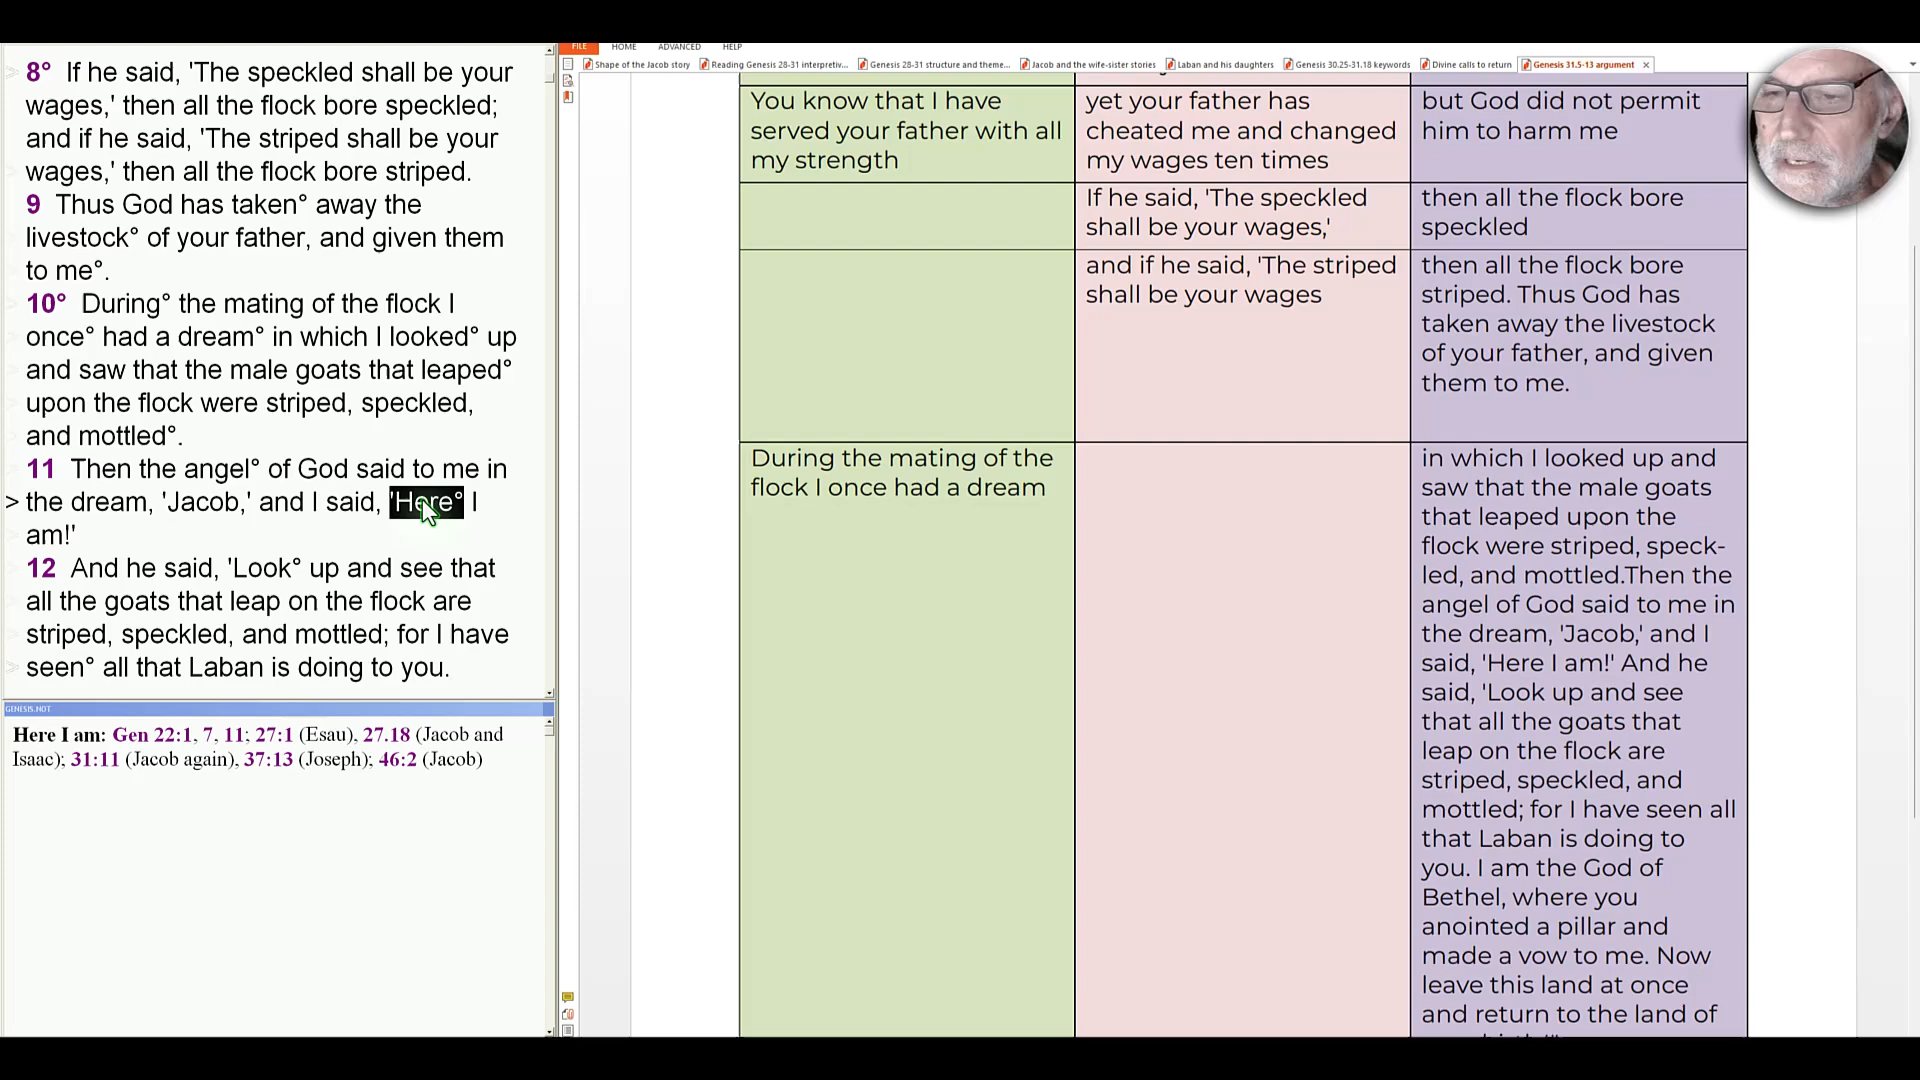 8° If he said, 'The speckled shall be your
wages,' then all the flock bore speckled;
and if he said, 'The striped shall be your
wages,' then all the flock bore striped.
9 Thus God has taken° away the
livestock° of your father, and given them
to me°.
10° During° the mating of the flock I
once° had a dream° in which I looked° up
and saw that the male goats that leaped°
upon the flock were striped, speckled,
and mottled°.
11 Then the angel° of God said to me in
> the dream, 'Jacob,' and I said, 'Here° I
am!'
12 And he said, 'Look° up and see that
all the goats that leap on the flock are
striped, speckled, and mottled; for I have
seen° all that Laban is doing to you.
GENESIS.NOT
Here I am: Gen 22:1, 7, 11; 27:1 (Esau), 27.18 (Jacob and
Isaac); 31:11 (Jacob again), 37:13 (Joseph); 46:2 (Jacob)
FILE HOME ADVANCED HELP
Shape of the Jacob story Reading Genesis 28-31 interpretiv... Genesis 28-31 structure and theme... Jacob and the wife-sister stories Laban and his daughters Genesis 30.25-31.18 keywords Divine calls to return Genesis 31.5-13 argument
You know that I have
served your father with all
my strength
yet your father has
cheated me and changed
my wages ten times
but God did not permit
him to harm me
If he said, 'The speckled
shall be your wages,'
then all the flock bore
speckled
and if he said, 'The striped
shall be your wages
then all the flock bore
striped. Thus God has
taken away the livestock
of your father, and given
them to me.
During the mating of the
flock I once had a dream
in which I looked up and
saw that the male goats
that leaped upon the
flock were striped, speck-
led, and mottled.Then the
angel of God said to me in
the dream, 'Jacob,' and I
said, 'Here I am!' And he
said, 'Look up and see
that all the goats that
leap on the flock are
striped, speckled, and
mottled; for I have seen all
that Laban is doing to
you. I am the God of
Bethel, where you
anointed a pillar and
made a vow to me. Now
leave this land at once
and return to the land of